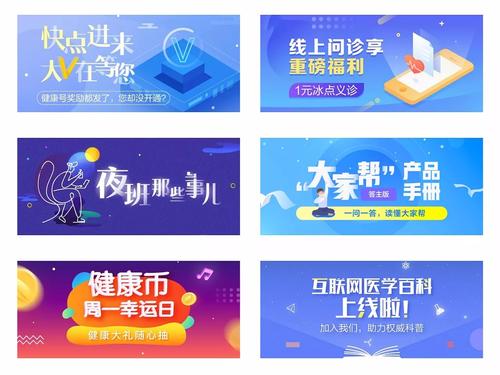 快点进来
大V在等您
健康号奖励都发了，您却没开通？
V
线上问诊享
重磅福利
1元冰点义诊
夜班那些事儿
“大家帮”产品
答主版
手册
一问一答，读懂大家帮
健康币
周一幸运日
健康大礼随心抽
互联网医学百科
上线啦！
加入我们，助力权威科普